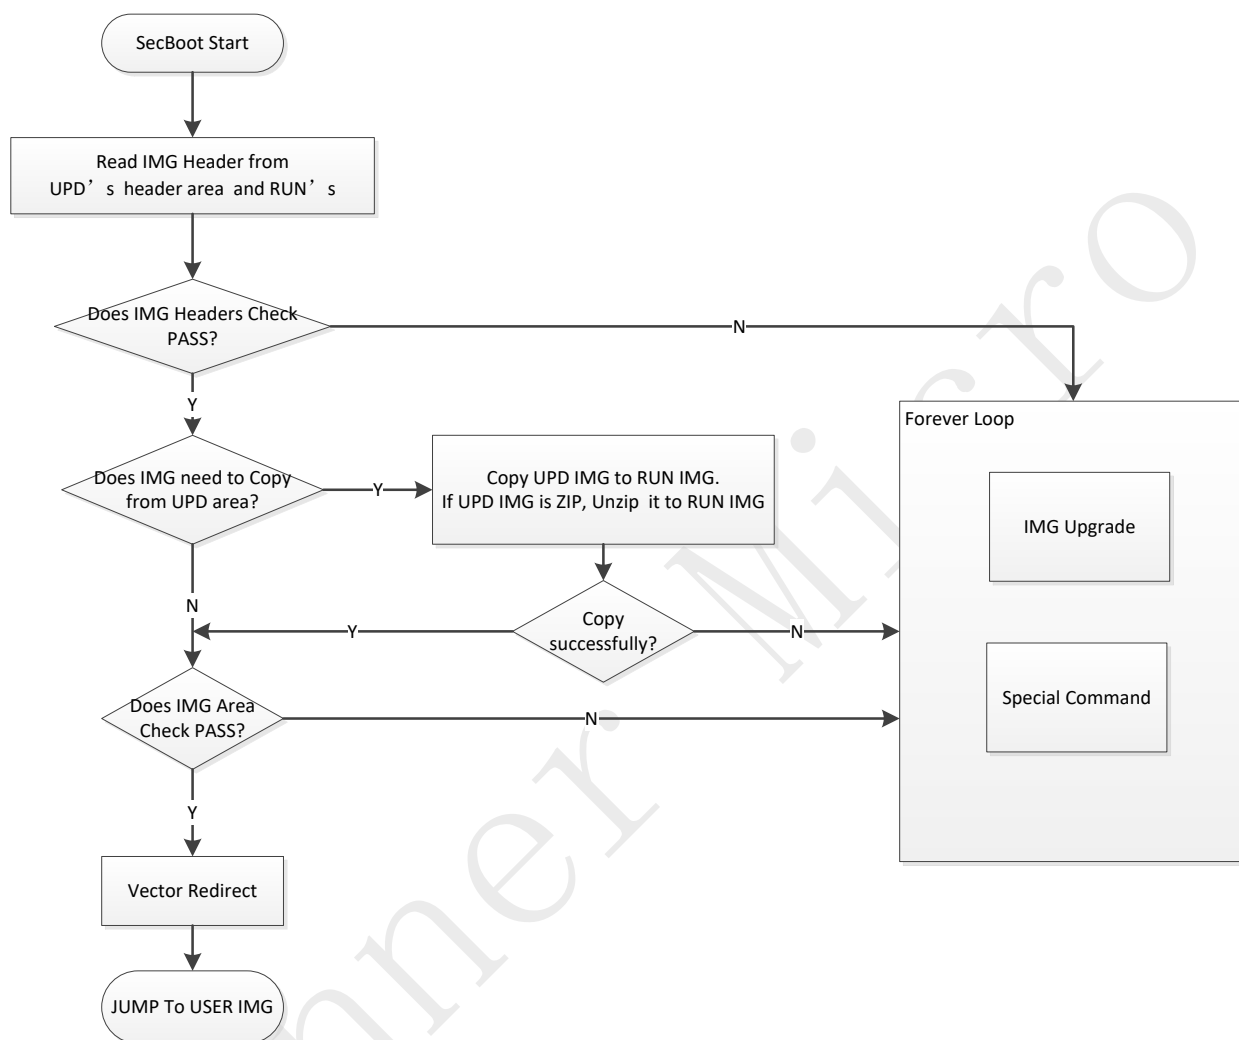 SecBoot Start
Read IMG Header from
UPD’s header area and RUN’s
Does IMG Headers Check
PASS?
N
Y
Forever Loop
Does IMG need to Copy
from UPD area?
Y
Copy UPD IMG to RUN IMG.
If UPD IMG is ZIP, Unzip it to RUN IMG
IMG Upgrade
N
Y
Copy
successfully?
N
Special Command
Does IMG Area
Check PASS?
N
Y
Vector Redirect
JUMP To USER IMG
nner Micro